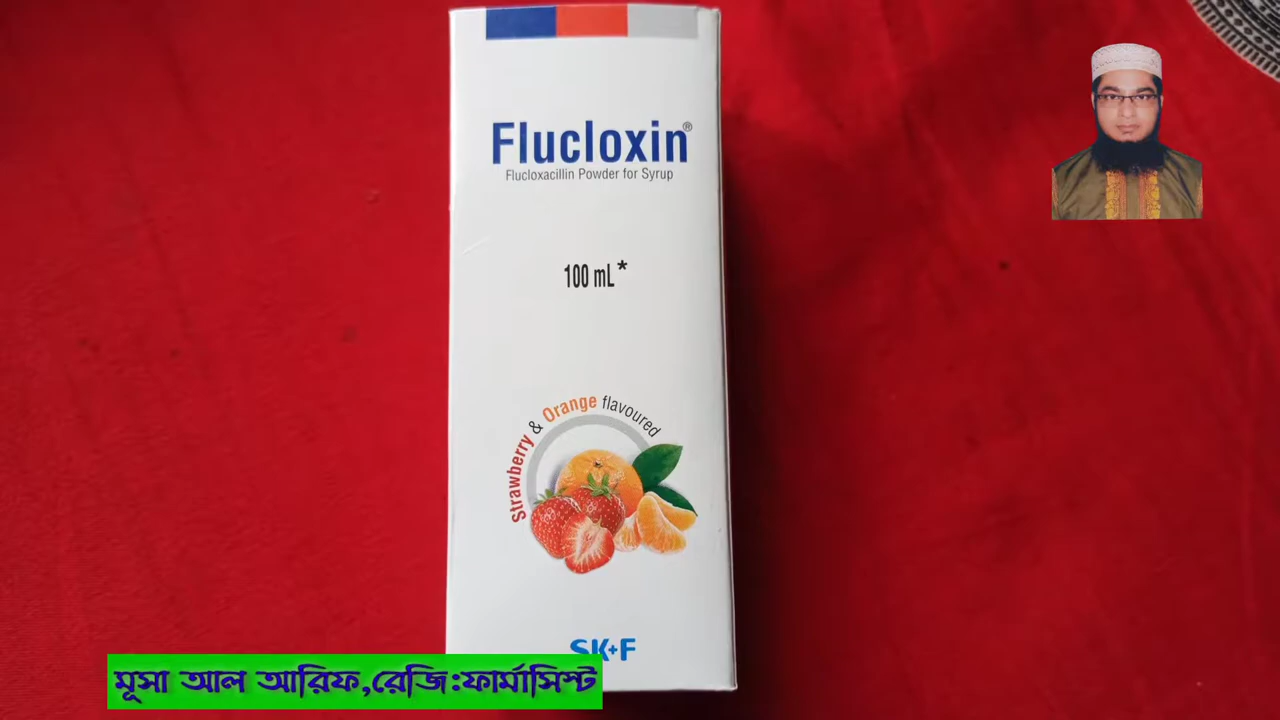 Flucloxin®
Flucloxacillin Powder for Syrup
100 mL*
Strawberry & Orange flavoured
SK+F
মূসা আল আরিফ,রেজি:ফার্মাসিস্ট